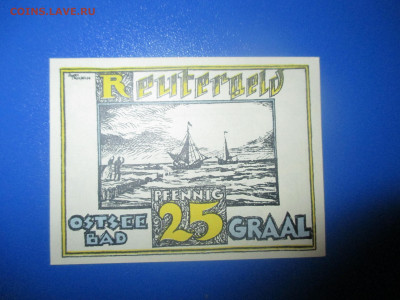 COINS.LAVE.RU
Reutergeld
PFENNIG
25
OSTSEE
BAD
GRAAL